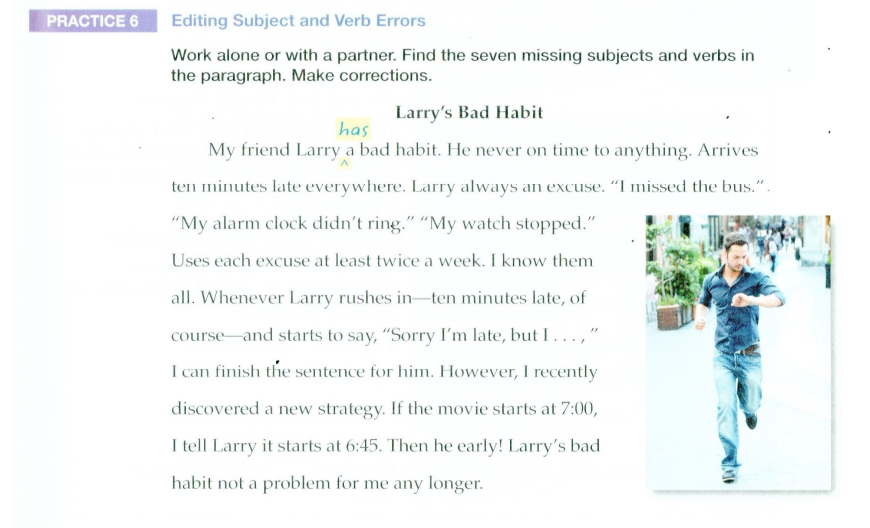 PRACTICE 6 Editing Subject and Verb Errors
Work alone or with a partner. Find the seven missing subjects and verbs in
the paragraph. Make corrections.
Larry's Bad Habit
has
My friend Larry ^ a bad habit. He never on time to anything. Arrives
ten minutes late everywhere. Larry always an excuse. "I missed the bus."
"My alarm clock didn't ring." "My watch stopped."
Uses each excuse at least twice a week. I know them
all. Whenever Larry rushes in—ten minutes late, of
course—and starts to say, "Sorry I'm late, but I . . . , "
I can finish the sentence for him. However, I recently
discovered a new strategy. If the movie starts at 7:00,
I tell Larry it starts at 6:45. Then he early! Larry's bad
habit not a problem for me any longer.